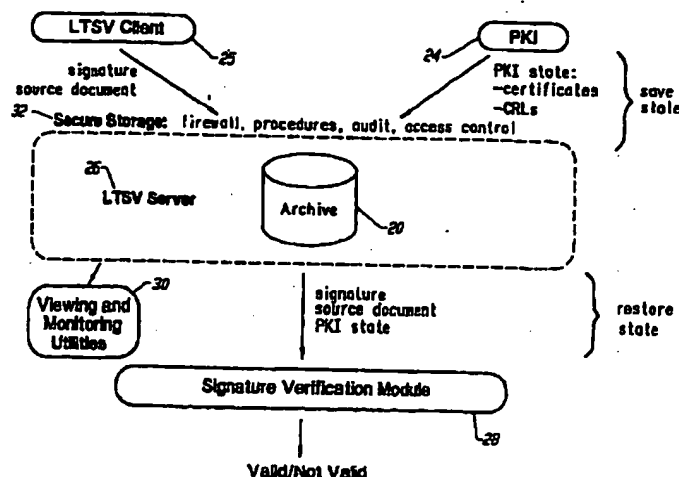 LTSV Client
25
24
PKI
signature
source document
PKI state:
-certificates
-CRLs
save
state
32
Secure Storage: firewall, procedures, audit, access control
26
LTSV Server
Archive
20
30
Viewing and
Monitoring
Utilities
signature
source document
PKI state
restore
state
Signature Verification Module
28
Valid/Not Valid